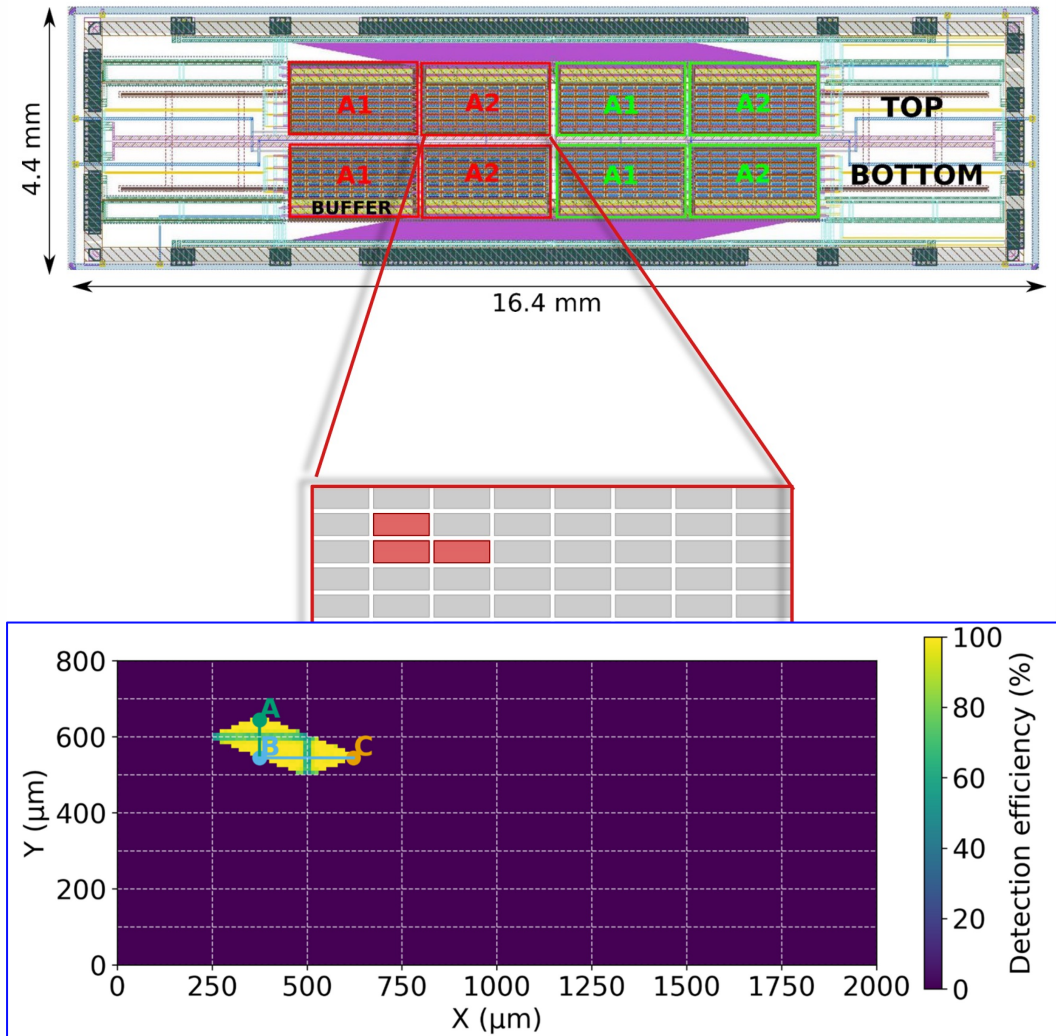 4.4 mm
A1 A2 A1 A2 TOP
A1 A2 A1 A2 BOTTOM
BUFFER
16.4 mm
800
600
400
200
0
Y (μm)
A
B
C
0 250 500 750 1000 1250 1500 1750 2000
X (μm)
100
80
60
40
20
0
Detection efficiency (%)